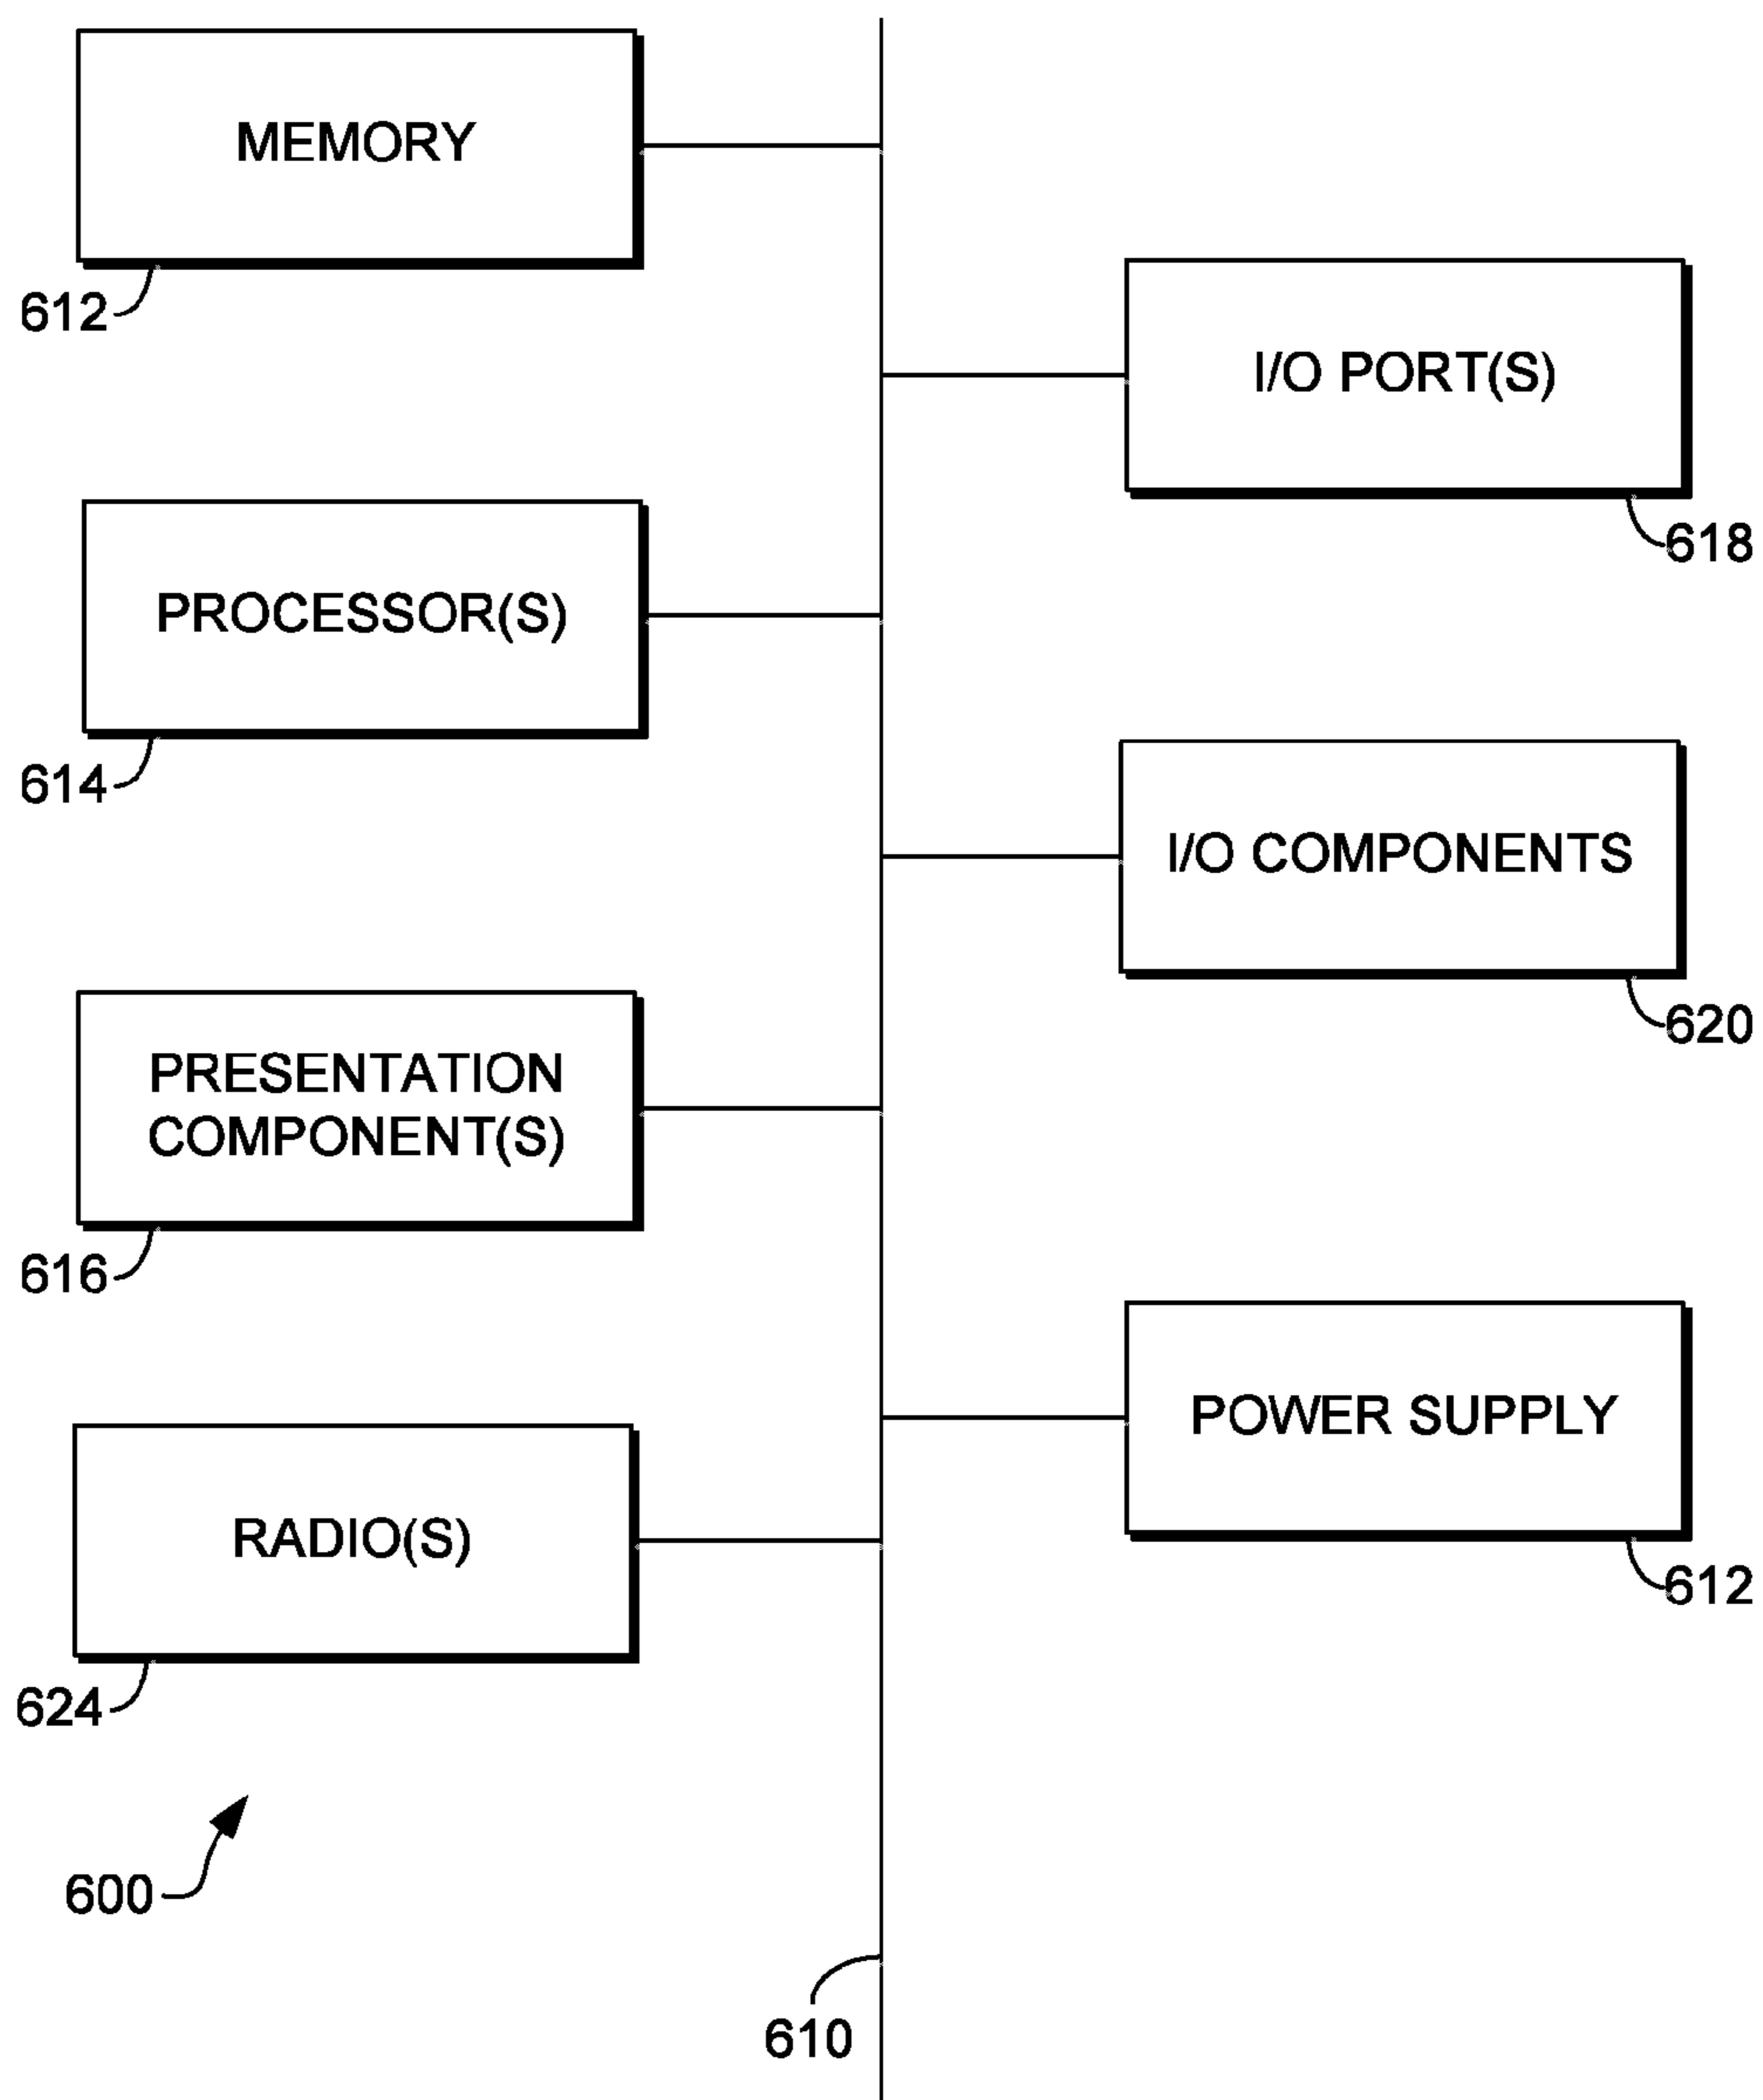 MEMORY
612
I/O PORT(S)
618
PROCESSOR(S)
614
I/O COMPONENTS
620
PRESENTATION
COMPONENT(S)
616
POWER SUPPLY
612
RADIO(S)
624
600
610